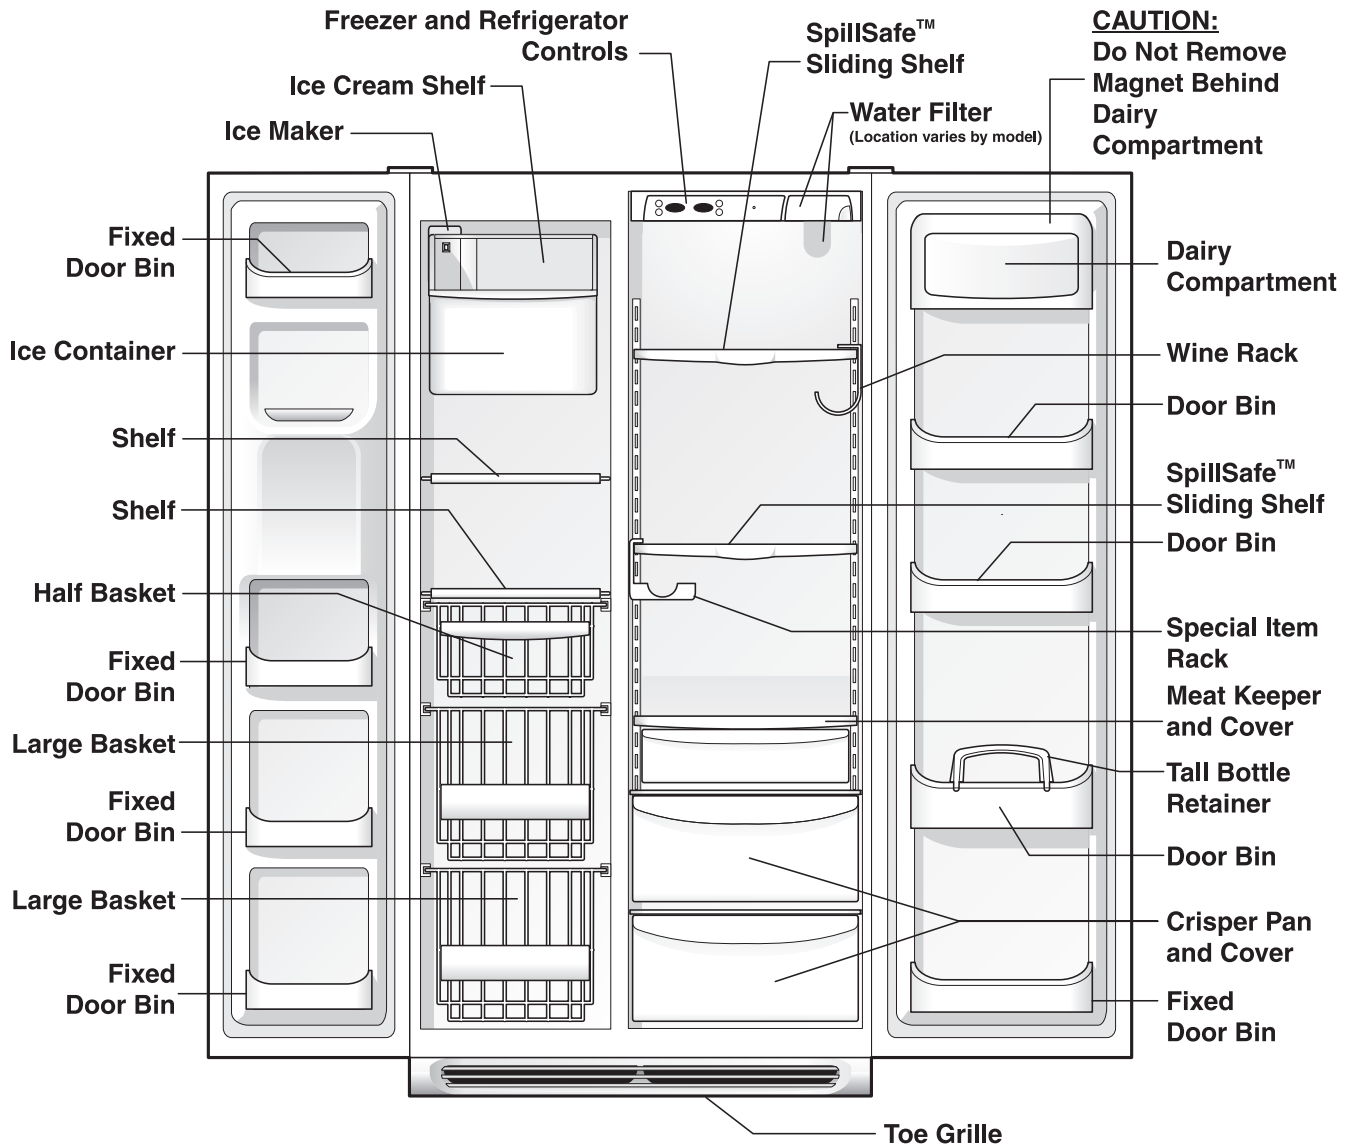 Freezer and Refrigerator
Controls
SpillSafe™
Sliding Shelf
CAUTION:
Do Not Remove
Magnet Behind
Dairy
Compartment
Ice Cream Shelf
Water Filter
(Location varies by model)
Ice Maker
Fixed
Door Bin
Ice Container
Shelf
Shelf
Half Basket
Fixed
Door Bin
Large Basket
Fixed
Door Bin
Large Basket
Fixed
Door Bin
Dairy
Compartment
Wine Rack
Door Bin
SpillSafe™
Sliding Shelf
Door Bin
Special Item
Rack
Meat Keeper
and Cover
Tall Bottle
Retainer
Door Bin
Crisper Pan
and Cover
Fixed
Door Bin
Toe Grille